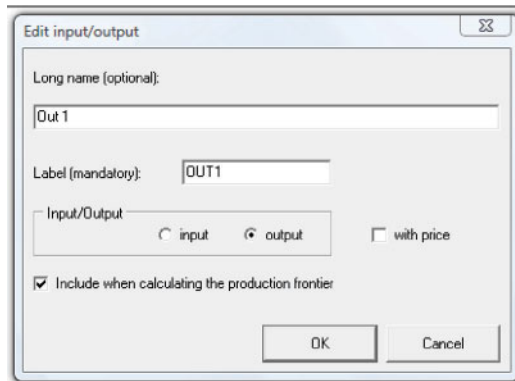 Edit input/output
Long name (optional):
Out 1
Label (mandatory): OUT1
Input/Output
input output with price
Include when calculating the production frontier
OK Cancel